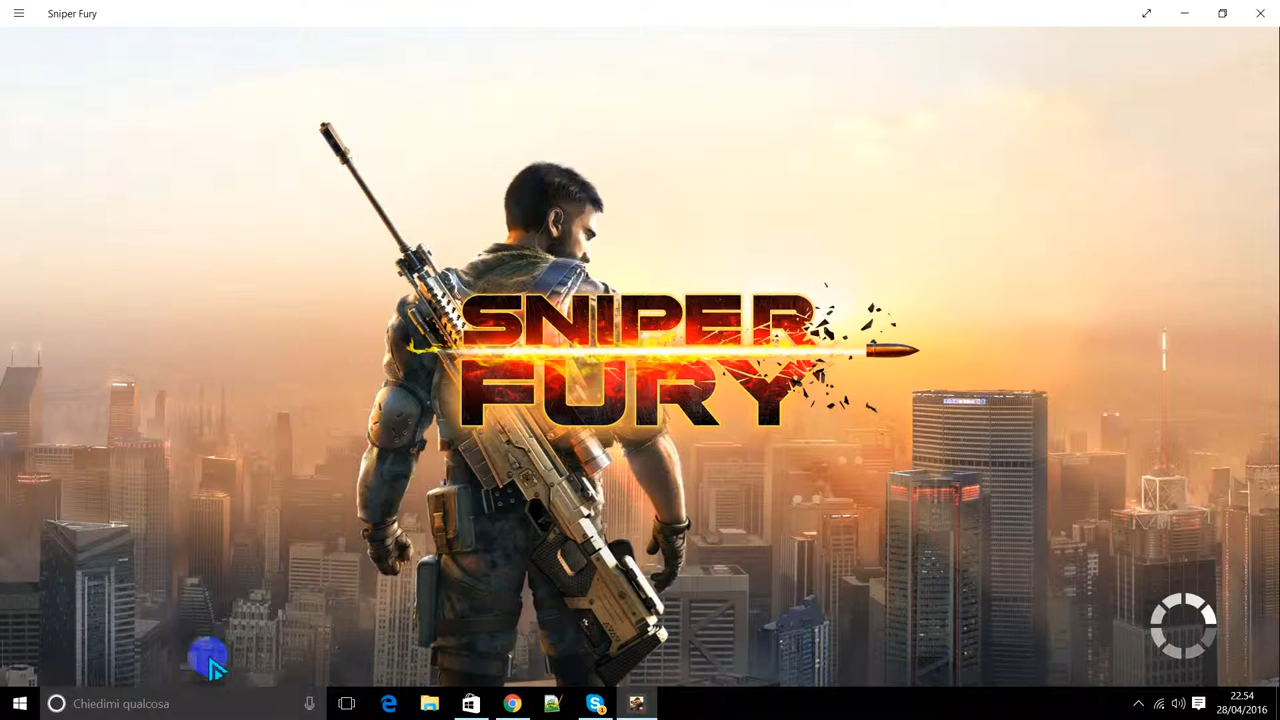 Sniper Fury
SNIPER
FURY
Chiedimi qualcosa
22.54
28/04/2016